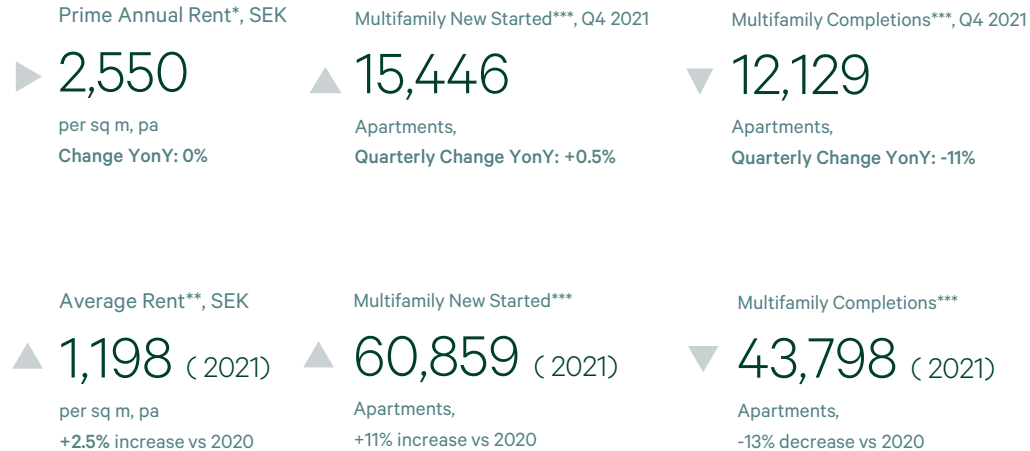 Prime Annual Rent*, SEK
2,550
per sq m, pa
Change YonY: 0%
Multifamily New Started***, Q4 2021
15,446
Apartments,
Quarterly Change YonY: +0.5%
Multifamily Completions***, Q4 2021
12,129
Apartments,
Quarterly Change YonY: -11%
Average Rent**, SEK
1,198 ( 2021)
per sq m, pa
+2.5% increase vs 2020
Multifamily New Started***
60,859 ( 2021)
Apartments,
+11% increase vs 2020
Multifamily Completions***
43,798 ( 2021)
Apartments,
-13% decrease vs 2020